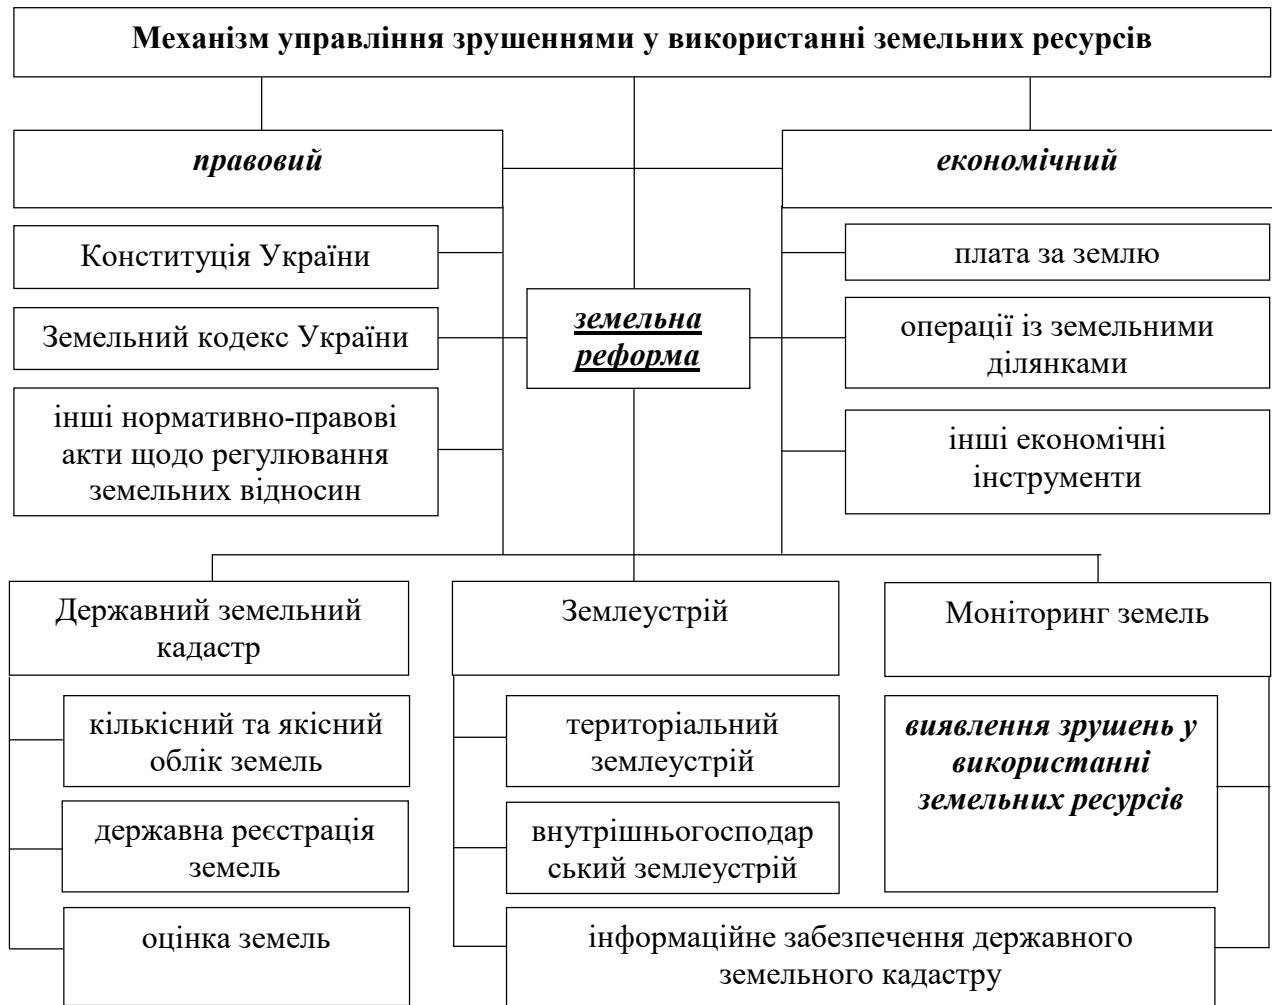 Механізм управління зрушеннями у використанні земельних ресурсів
правовий
економічний
Конституція України
плата за землю
Земельний кодекс України
земельна
реформа
операції із земельними
ділянками
інші нормативно-правові
акти щодо регулювання
земельних відносин
інші економічні
інструменти
Державний земельний
кадастр
Землеустрій
Моніторинг земель
кількісний та якісний
облік земель
територіальний
землеустрій
виявлення зрушень у
використанні
земельних ресурсів
державна реєстрація
земель
внутрішньогосподар
ський землеустрій
оцінка земель
інформаційне забезпечення державного
земельного кадастру